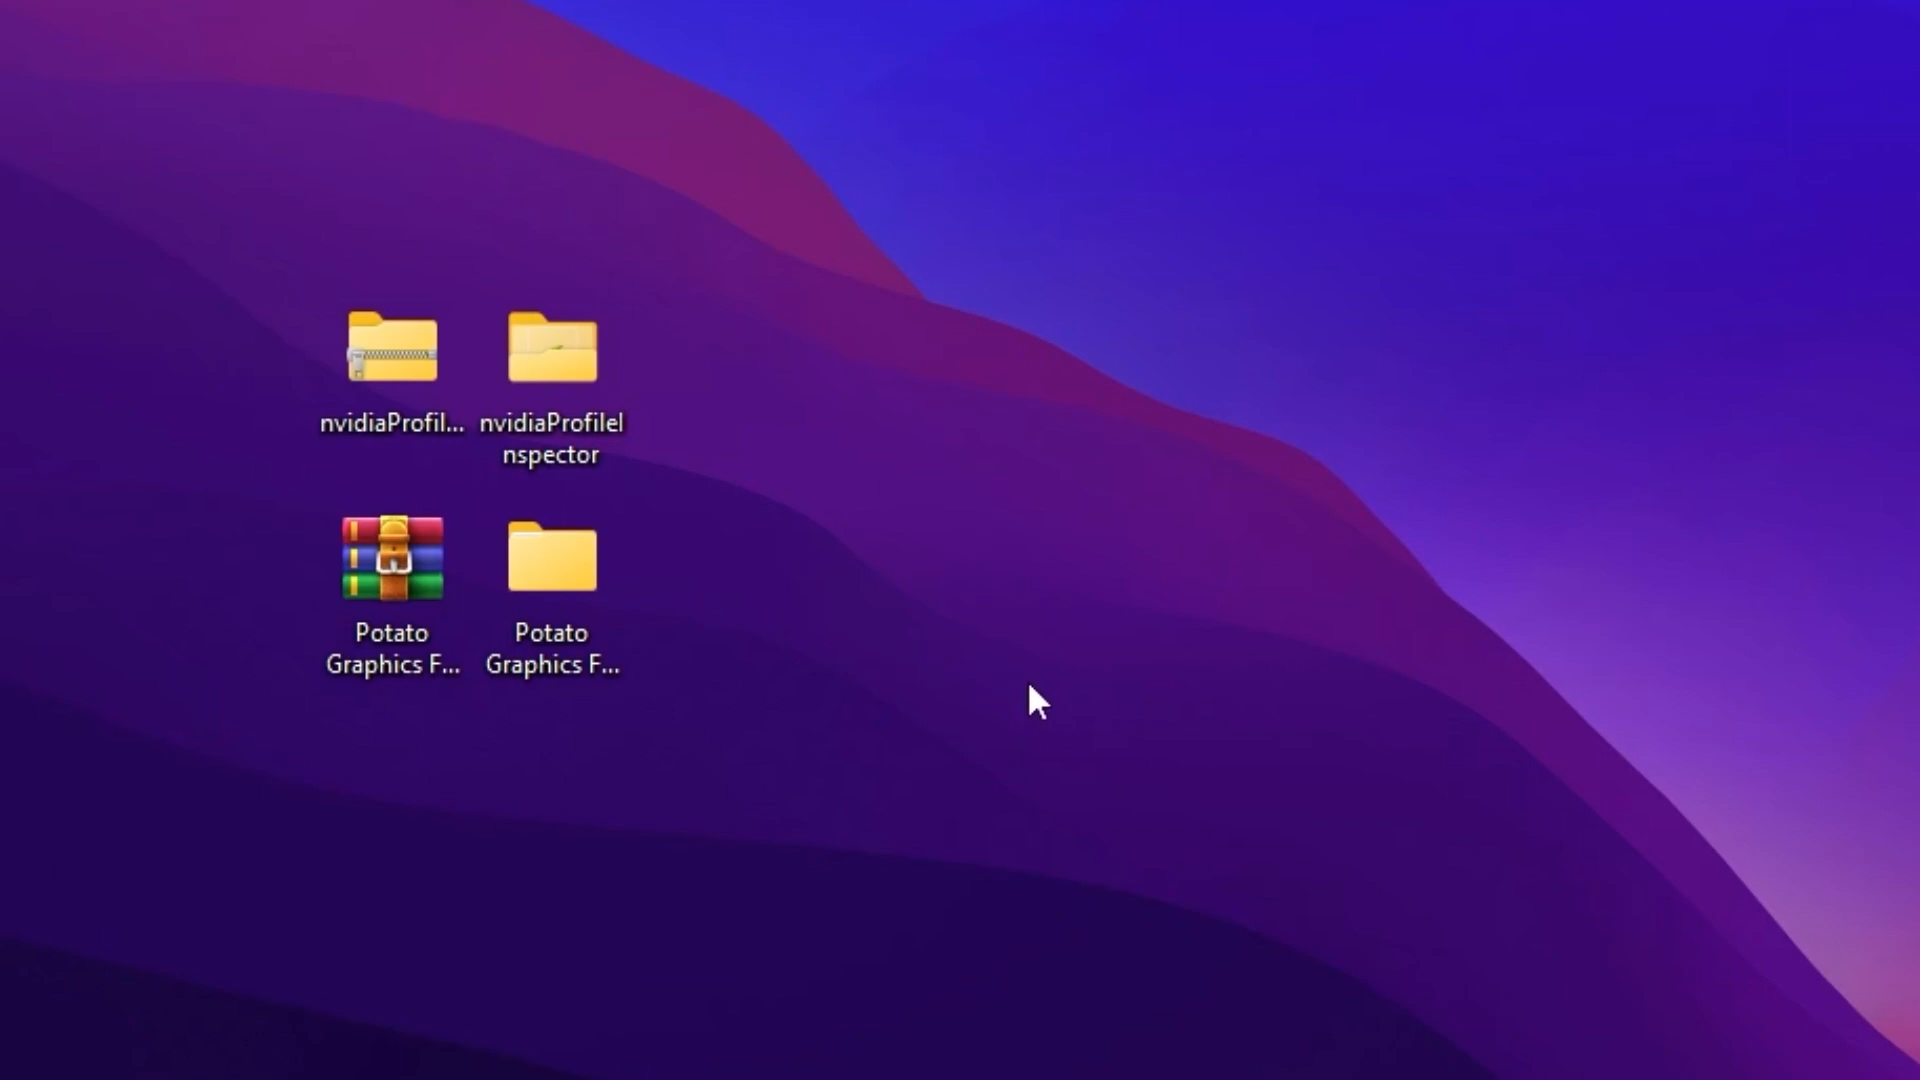 nvidiaProfil...
nvidiaProfileI
nspector
Potato
Graphics F...
Potato
Graphics F...